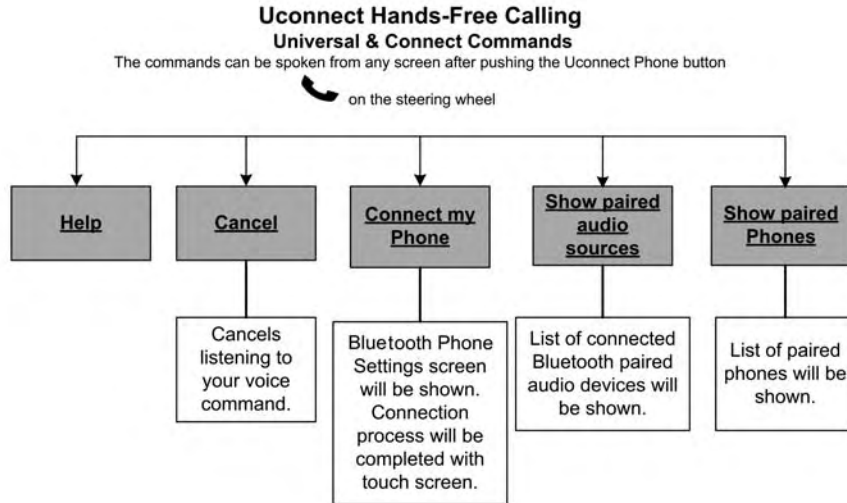 Uconnect Hands-Free Calling
Universal & Connect Commands
The commands can be spoken from any screen after pushing the Uconnect Phone button
on the steering wheel
Help
Cancel
Connect my
Phone
Show paired
audio
sources
Show paired
Phones
Cancels
listening to
your voice
command.
Bluetooth Phone
Settings screen
will be shown.
Connection
process will be
completed with
touch screen.
List of connected
Bluetooth paired
audio devices will
be shown.
List of paired
phones will be
shown.